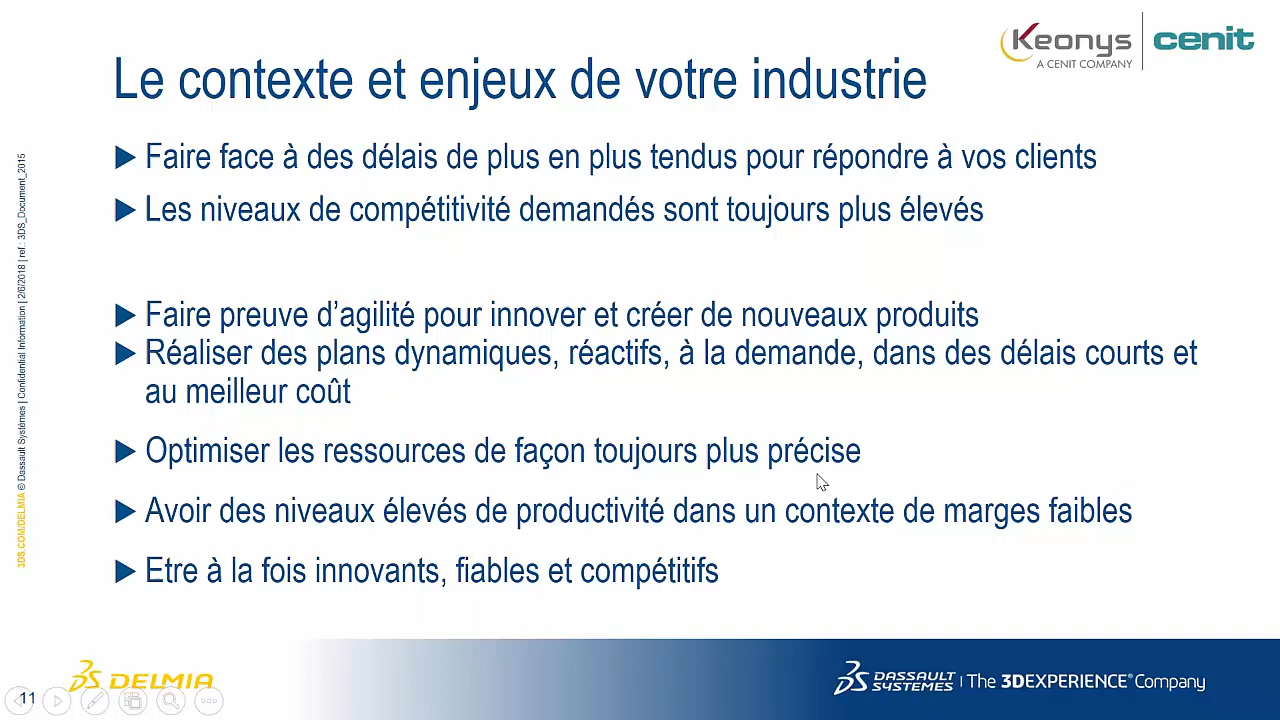 Keonys
A CENIT COMPANY
cenit
Le contexte et enjeux de votre industrie
▶ Faire face à des délais de plus en plus tendus pour répondre à vos clients
▶ Les niveaux de compétitivité demandés sont toujours plus élevés
▶ Faire preuve d’agilité pour innover et créer de nouveaux produits
▶ Réaliser des plans dynamiques, réactifs, à la demande, dans des délais courts et
au meilleur coût
▶ Optimiser les ressources de façon toujours plus précise
▶ Avoir des niveaux élevés de productivité dans un contexte de marges faibles
▶ Etre à la fois innovants, fiables et compétitifs
3DS.COM/DELMIA © Dassault Systèmes | Confidential Information | 2/6/2018 | ref.: 3DS_Document_2015
11
DELMIA
DASSAULT
SYSTEMES | The 3DEXPERIENCE® Company